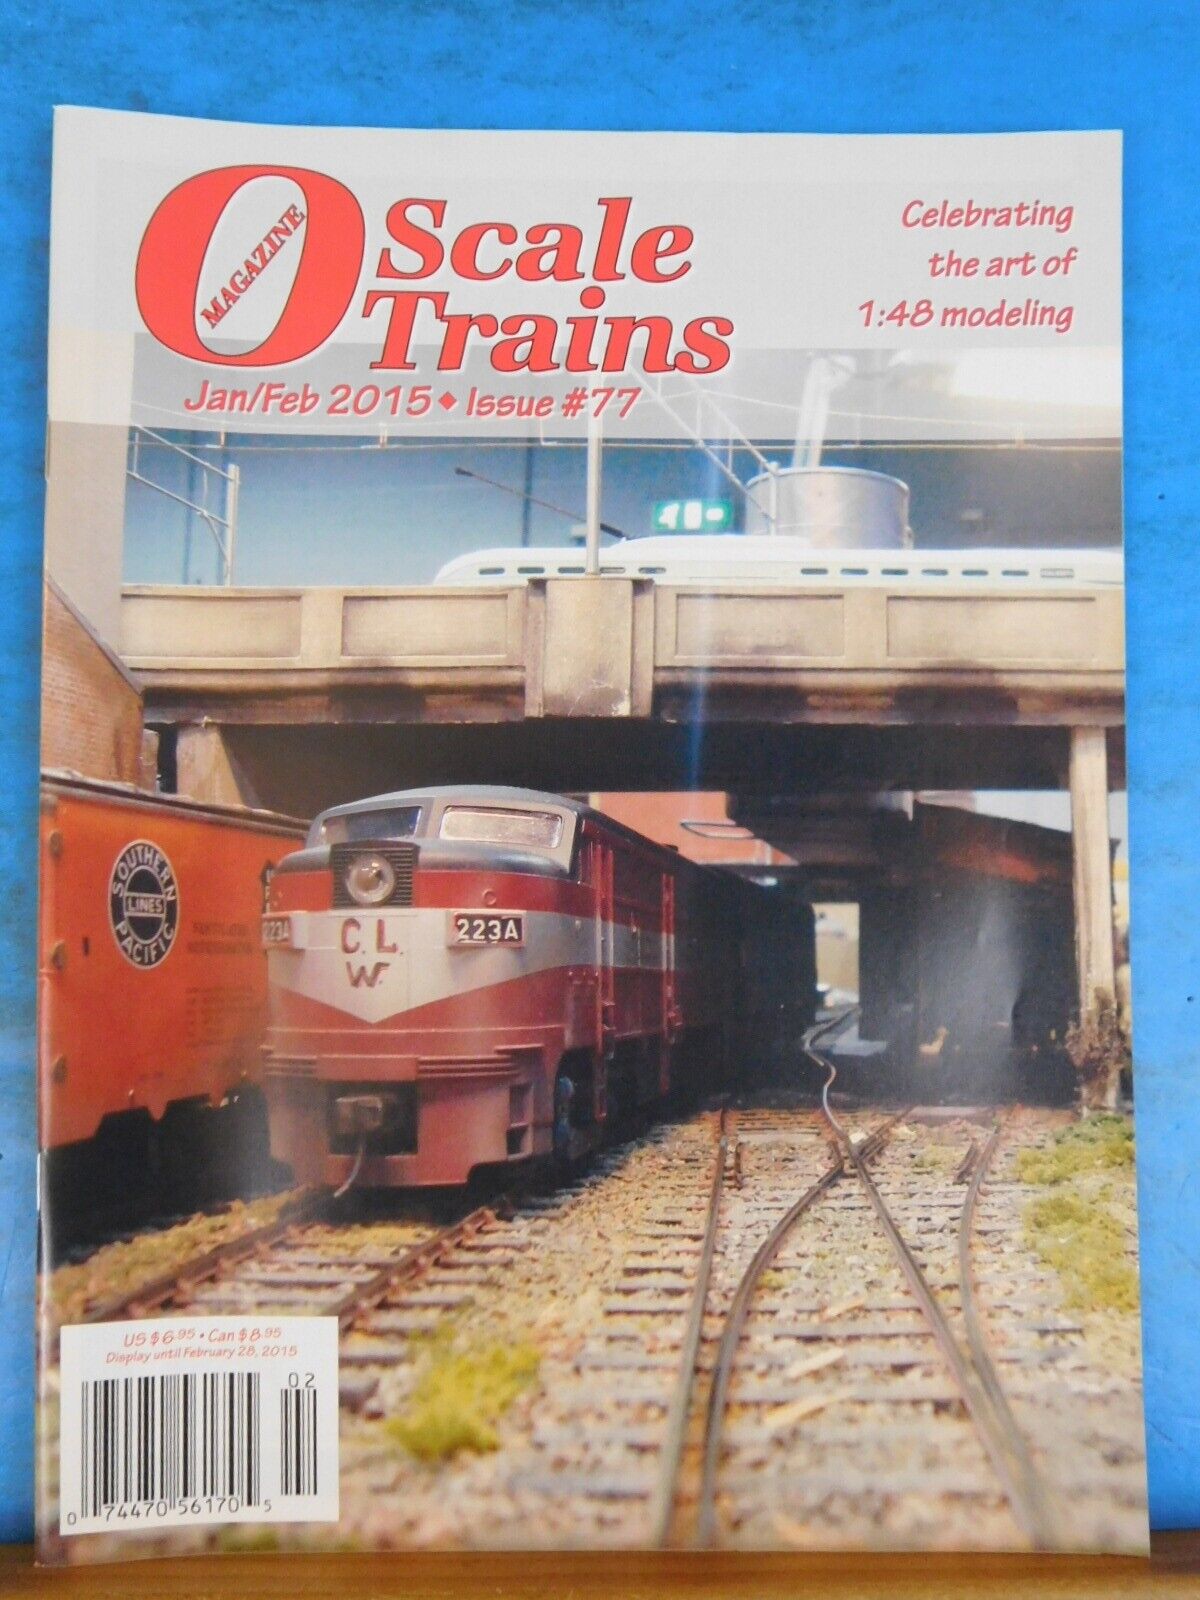 O
MAGAZINE
Scale
Trains
Celebrating
the art of
1:48 modeling
Jan/Feb 2015 ◆ Issue #77
SOUTHERN
LINES
PACIFIC
223A
C. L.
W.
223A
US $6.95 • Can $8.95
Display until February 28, 2015
02
0 74470 56170 5